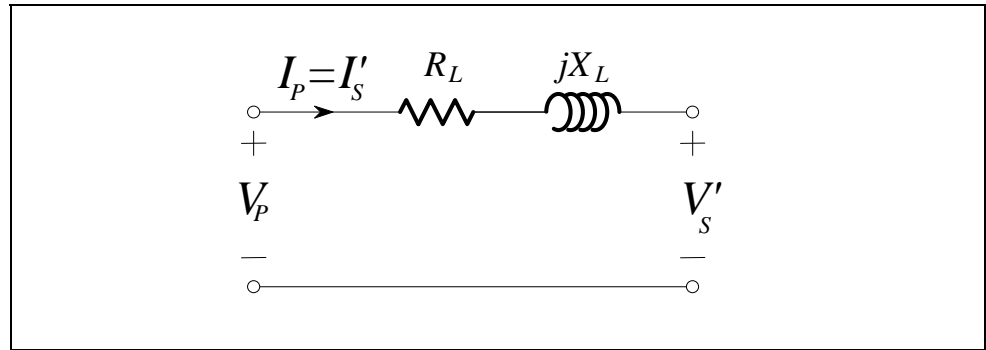 I_P=I'_S R_L jX_L
+ +
V_P V'_S
− −